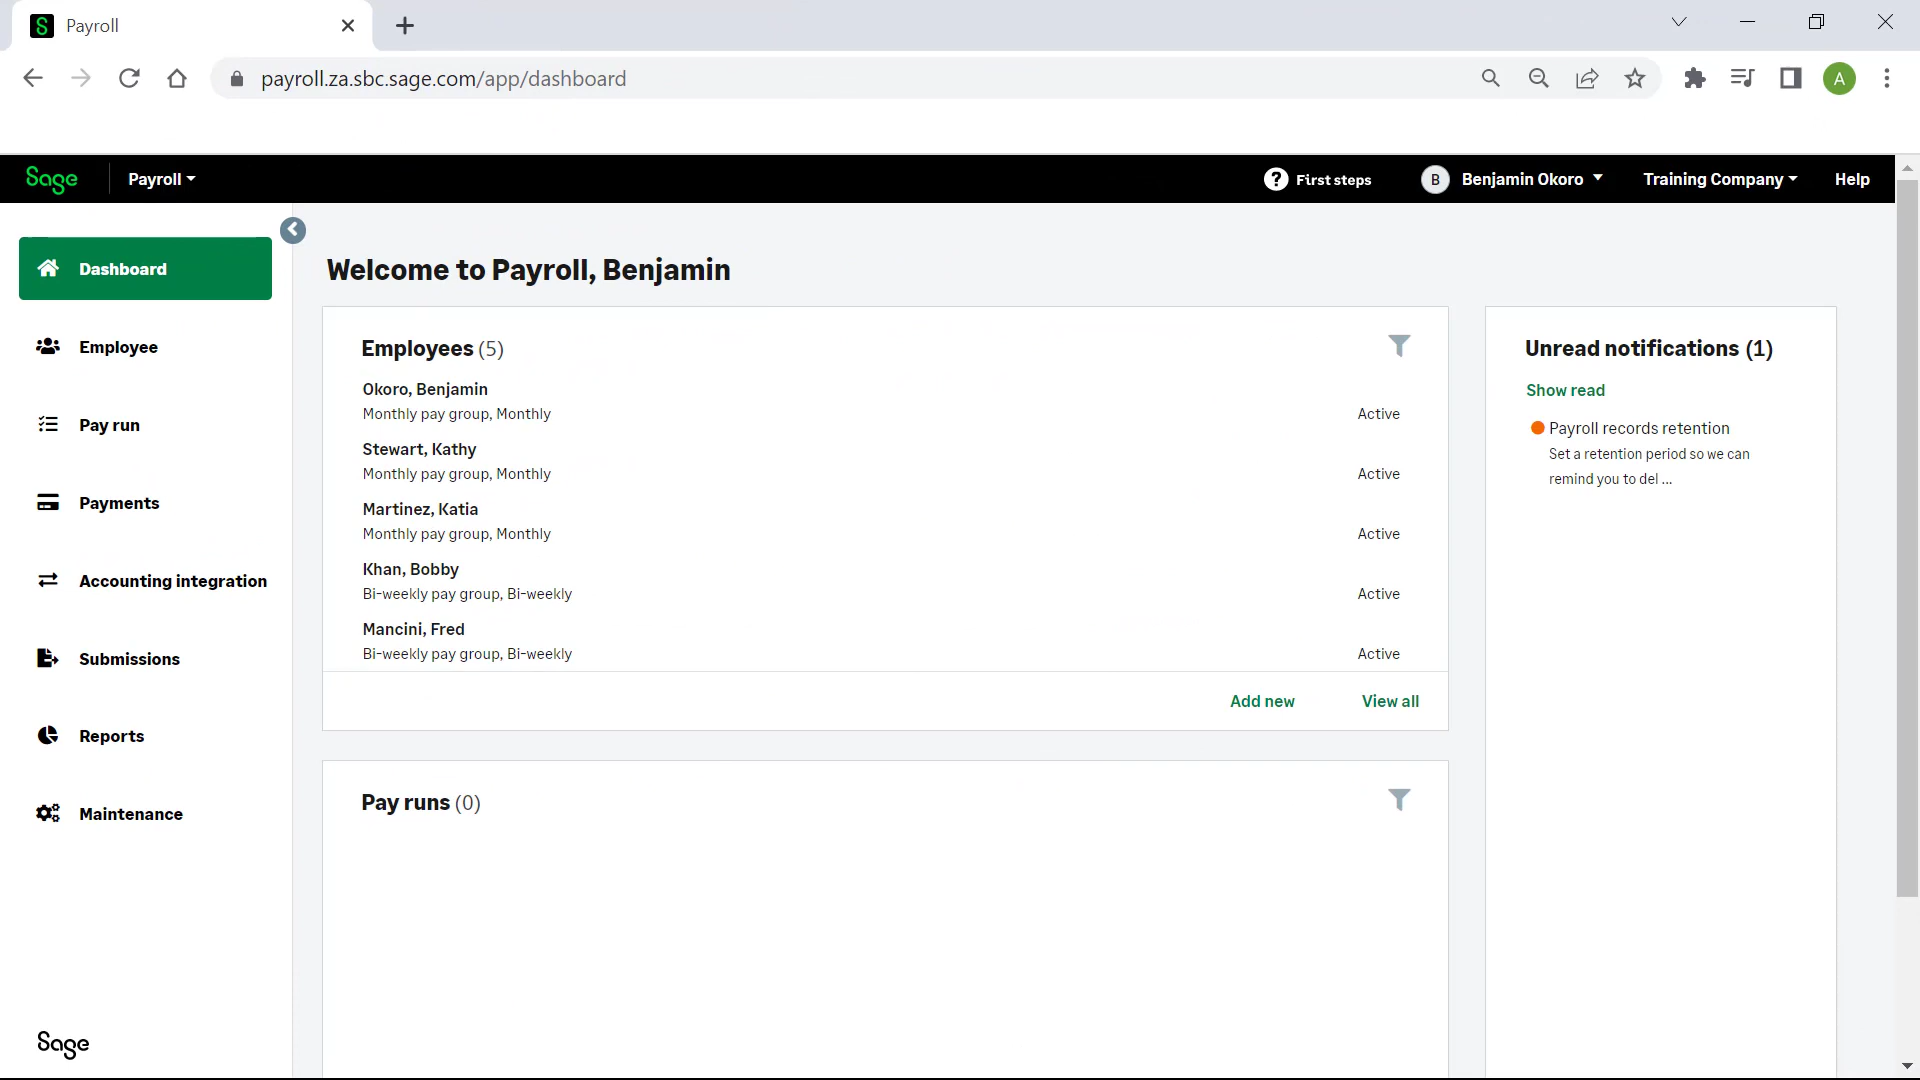 S Payroll
payroll.za.sbc.sage.com/app/dashboard
A
Sage
Payroll
? First steps
B Benjamin Okoro
Training Company
Help
Dashboard
Employee
Pay run
Payments
Accounting integration
Submissions
Reports
Maintenance
Sage
Welcome to Payroll, Benjamin
Employees (5)
Okoro, Benjamin
Monthly pay group, Monthly
Active
Stewart, Kathy
Monthly pay group, Monthly
Active
Martinez, Katia
Monthly pay group, Monthly
Active
Khan, Bobby
Bi-weekly pay group, Bi-weekly
Active
Mancini, Fred
Bi-weekly pay group, Bi-weekly
Active
Add new
View all
Pay runs (0)
Unread notifications (1)
Show read
Payroll records retention
Set a retention period so we can
remind you to del ...